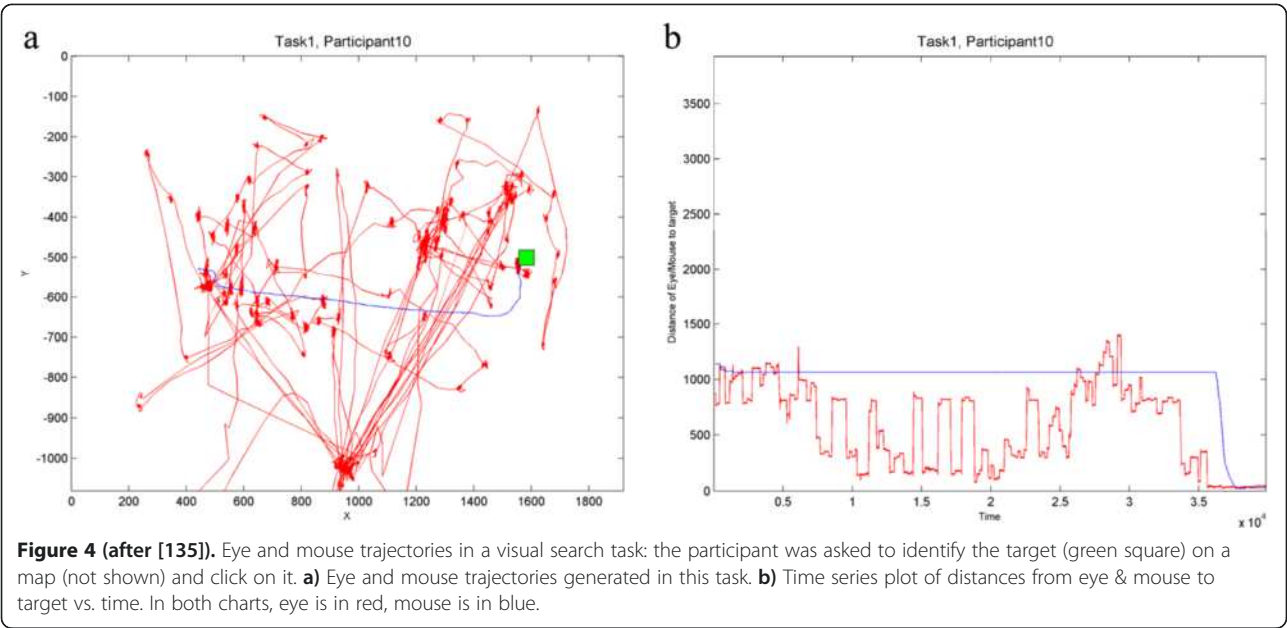 a
Task1, Participant10
0
-100
-200
-300
-400
-500
-600
-700
-800
-900
-1000
Y
0 200 400 600 800 1000 1200 1400 1600 1800
X
b
Task1, Participant10
3500
3000
2500
2000
1500
1000
500
0
Distance of Eye/Mouse to target
0.5 1 1.5 2 2.5 3 3.5
Time
x 10⁴
Figure 4 (after [135]). Eye and mouse trajectories in a visual search task: the participant was asked to identify the target (green square) on a
map (not shown) and click on it. a) Eye and mouse trajectories generated in this task. b) Time series plot of distances from eye & mouse to
target vs. time. In both charts, eye is in red, mouse is in blue.